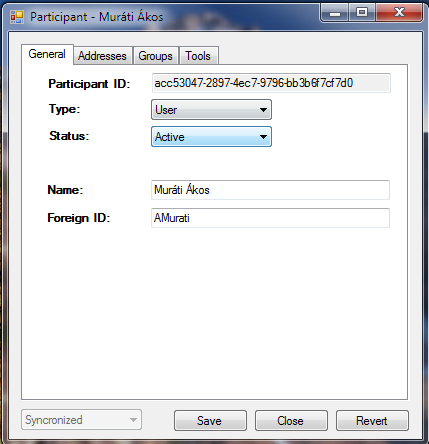 Participant - Muráti Ákos
General Addresses Groups Tools
Participant ID: acc53047-2897-4ec7-9796-bb3b6f7cf7d0
Type: User
Status: Active
Name: Muráti Ákos
Foreign ID: AMurati
Syncronized Save Close Revert